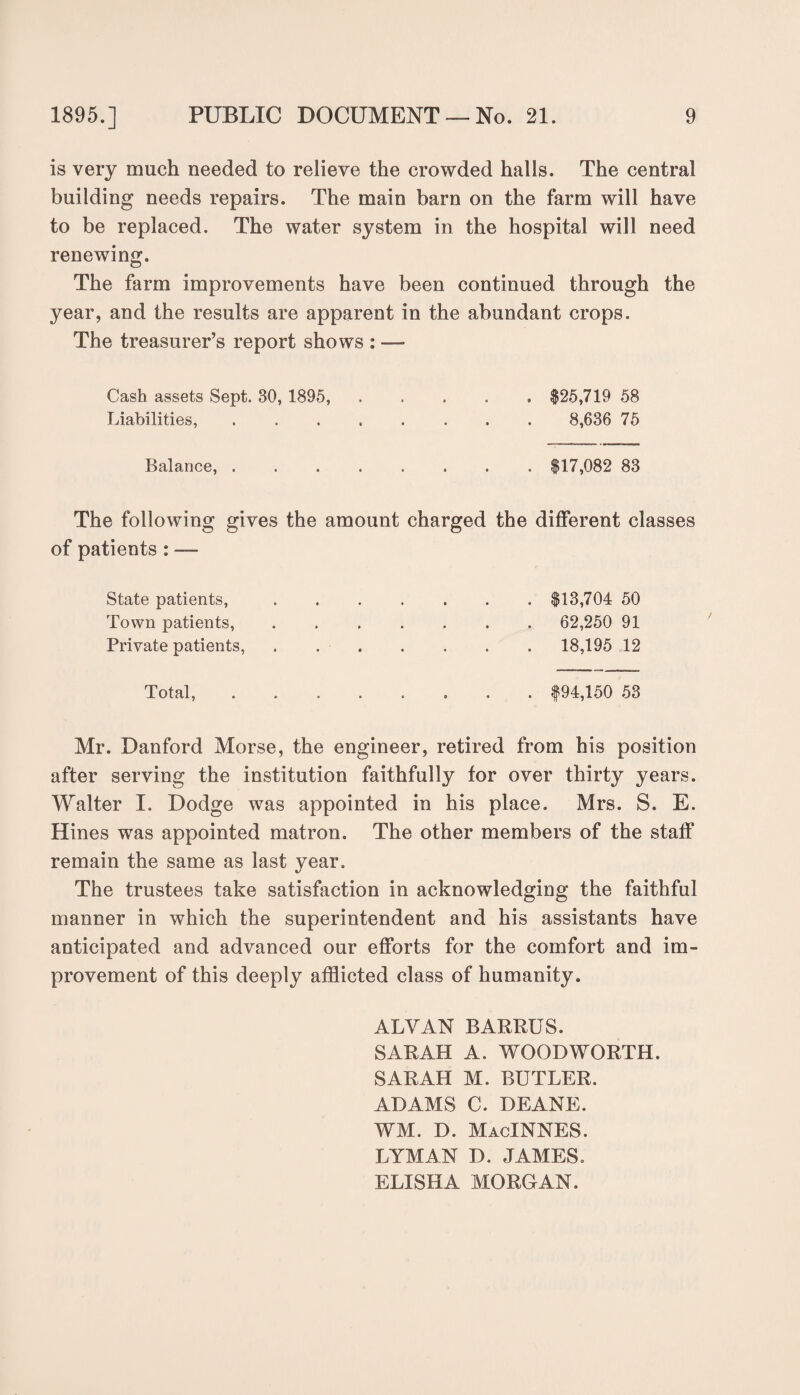 1895.] PUBLIC DOCUMENT — No. 21. 9
is very much needed to relieve the crowded halls. The central
building needs repairs. The main barn on the farm will have
to be replaced. The water system in the hospital will need
renewing.
The farm improvements have been continued through the
year, and the results are apparent in the abundant crops.
The treasurer's report shows : —
Cash assets Sept. 30, 1895, . . . . . $25,719 58
Liabilities, . . . . . . . . 8,636 75
Balance, . . . . . . . . $17,082 83
The following gives the amount charged the different classes
of patients : —
State patients, . . . . . . . $13,704 50
Town patients, . . . . . . . 62,250 91
Private patients, . . . . . . . 18,195 12
Total, . . . . . . . . $94,150 53
Mr. Danford Morse, the engineer, retired from his position
after serving the institution faithfully for over thirty years.
Walter I. Dodge was appointed in his place. Mrs. S. E.
Hines was appointed matron. The other members of the staff
remain the same as last year.
The trustees take satisfaction in acknowledging the faithful
manner in which the superintendent and his assistants have
anticipated and advanced our efforts for the comfort and im-
provement of this deeply afflicted class of humanity.
ALVAN BARRUS.
SARAH A. WOODWORTH.
SARAH M. BUTLER.
ADAMS C. DEANE.
WM. D. MacINNES.
LYMAN D. JAMES.
ELISHA MORGAN.